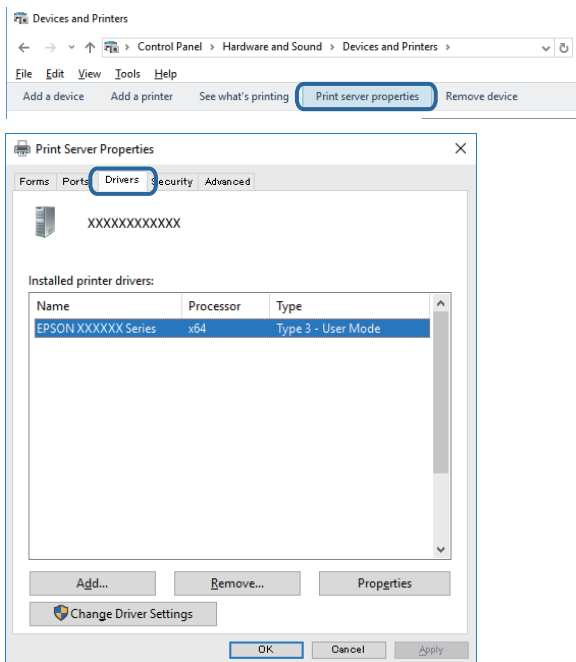 Devices and Printers
Control Panel > Hardware and Sound > Devices and Printers >
File Edit View Tools Help
Add a device Add a printer See what's printing Print server properties Remove device
Print Server Properties
Forms Ports Drivers Security Advanced
XXXXXXXXXXXX
Installed printer drivers:
Name Processor Type
EPSON XXXXXX Series x64 Type 3 - User Mode
Add... Remove... Properties
Change Driver Settings
OK Cancel Apply